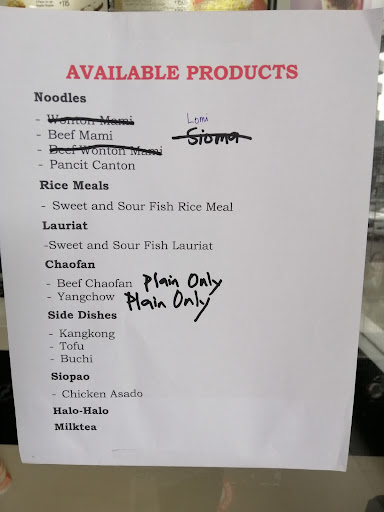 AVAILABLE PRODUCTS
Noodles
- Wonton Mami
Lomi
- Beef Mami
Sioma
- Beef Wonton Mami
- Pancit Canton
Rice Meals
- Sweet and Sour Fish Rice Meal
Lauriat
-Sweet and Sour Fish Lauriat
Chaofan
- Beef Chaofan Plain Only
- Yangchow Plain Only
Side Dishes
- Kangkong
- Tofu
- Buchi
Siopao
- Chicken Asado
Halo-Halo
Milktea